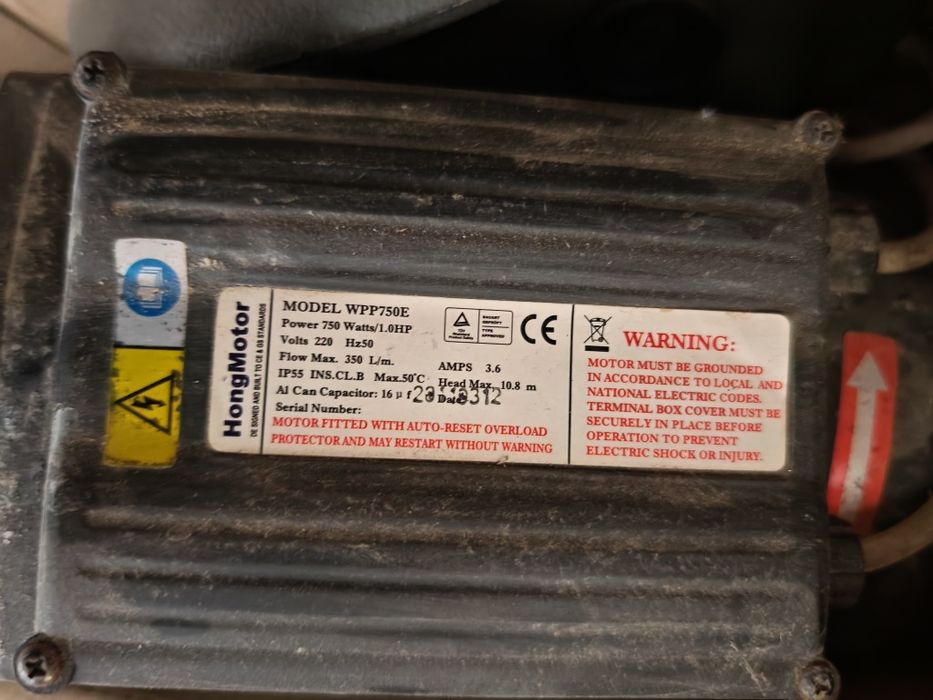 HongMotor
DE SIGNED AND BUILT TO CE & GB STANDARDS
MODEL WPP750E
Power 750 Watts/1.0HP
Volts 220 Hz50
Flow Max. 350 L/m.
AMPS 3.6
IP55 INS.CL.B Max.50°C
Head Max. 10.8 m
Al Can Capacitor: 16 μf
Date:
Serial Number:
MOTOR FITTED WITH AUTO-RESET OVERLOAD
PROTECTOR AND MAY RESTART WITHOUT WARNING
CE
WARNING:
MOTOR MUST BE GROUNDED
IN ACCORDANCE TO LOCAL AND
NATIONAL ELECTRIC CODES.
TERMINAL BOX COVER MUST BE
SECURELY IN PLACE BEFORE
OPERATION TO PREVENT
ELECTRIC SHOCK OR INJURY.